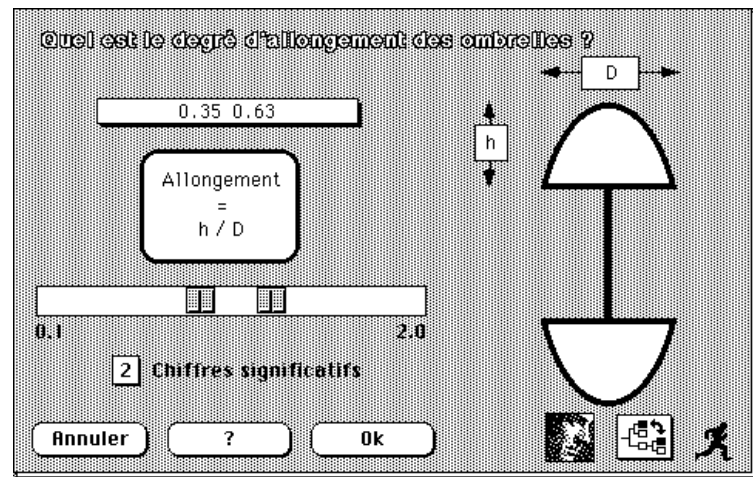 Quel est le degré d'allongement des ombrelles ?
D
0.35 0.63
h
Allongement
=
h / D
0.1 2.0
2 Chiffres significatifs
Annuler ? Ok